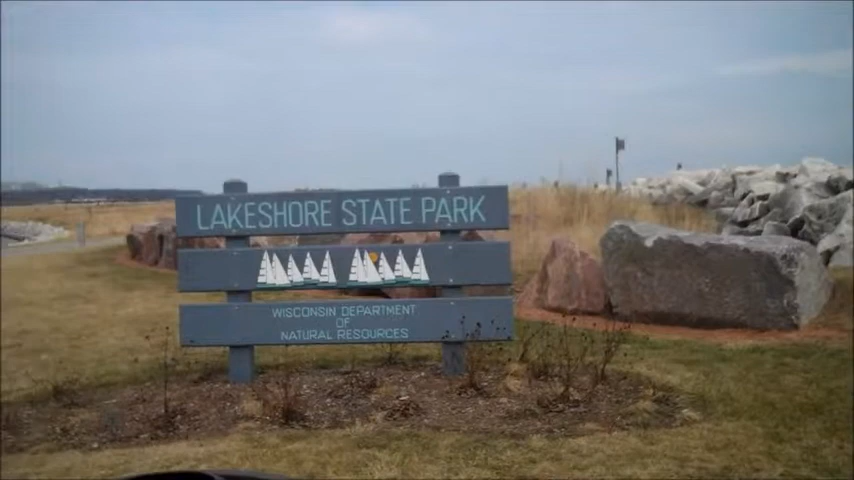 LAKESHORE STATE PARK
WISCONSIN DEPARTMENT
OF
NATURAL RESOURCES